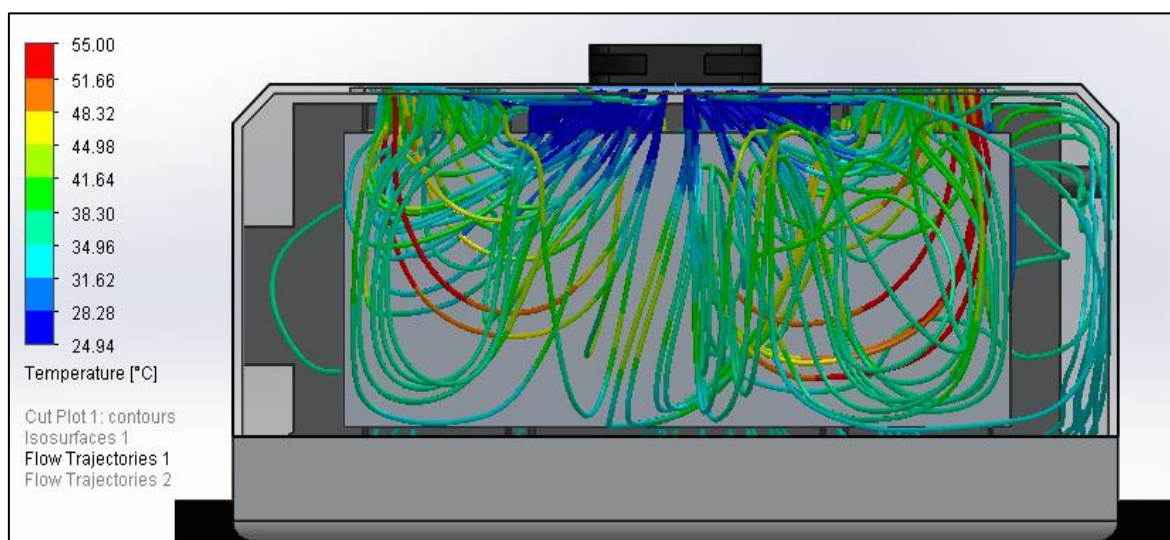 55.00
51.66
48.32
44.98
41.64
38.30
34.96
31.62
28.28
24.94
Temperature [°C]
Cut Plot 1: contours
Isosurfaces 1
Flow Trajectories 1
Flow Trajectories 2